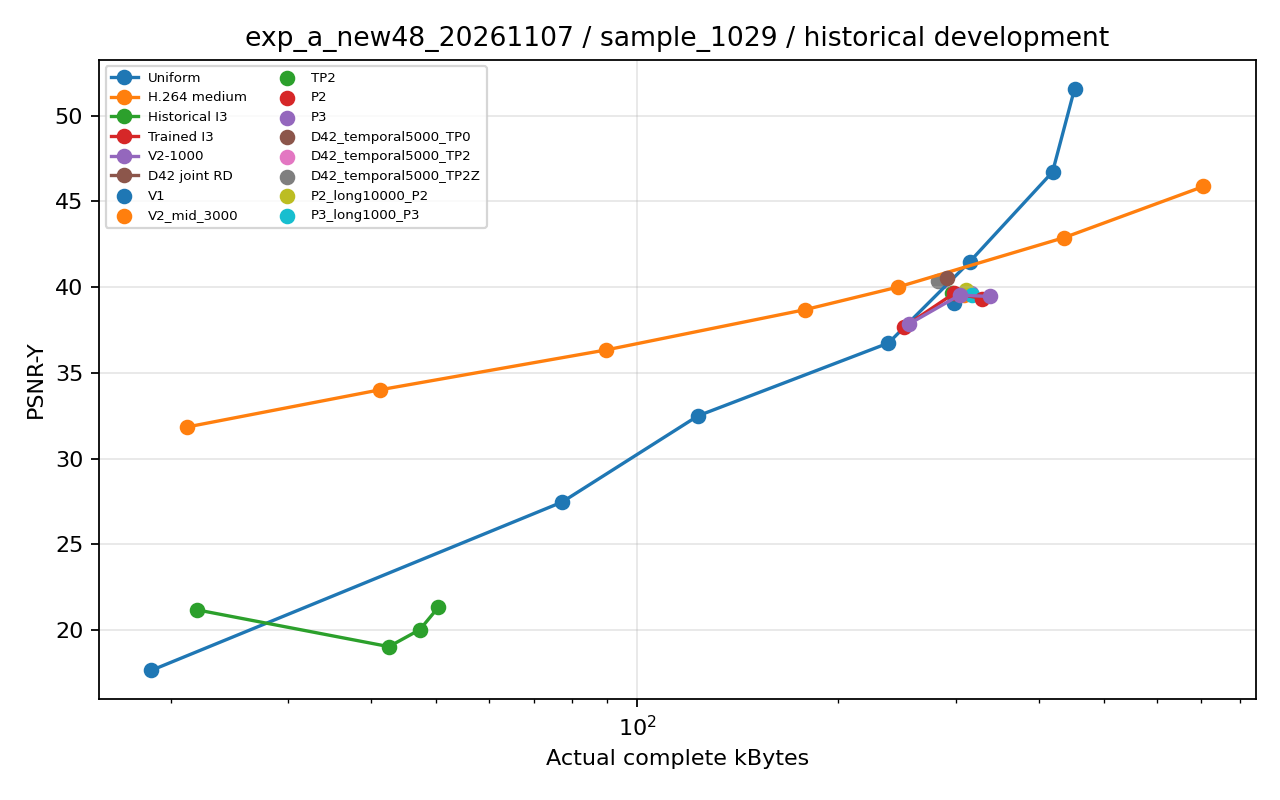 exp_a_new48_20261107 / sample_1029 / historical development
Uniform
H.264 medium
Historical I3
Trained I3
V2-1000
D42 joint RD
V1
V2_mid_3000
TP2
P2
P3
D42_temporal5000_TP0
D42_temporal5000_TP2
D42_temporal5000_TP2Z
P2_long10000_P2
P3_long1000_P3
PSNR-Y
50
45
40
35
30
25
20
10²
Actual complete kBytes